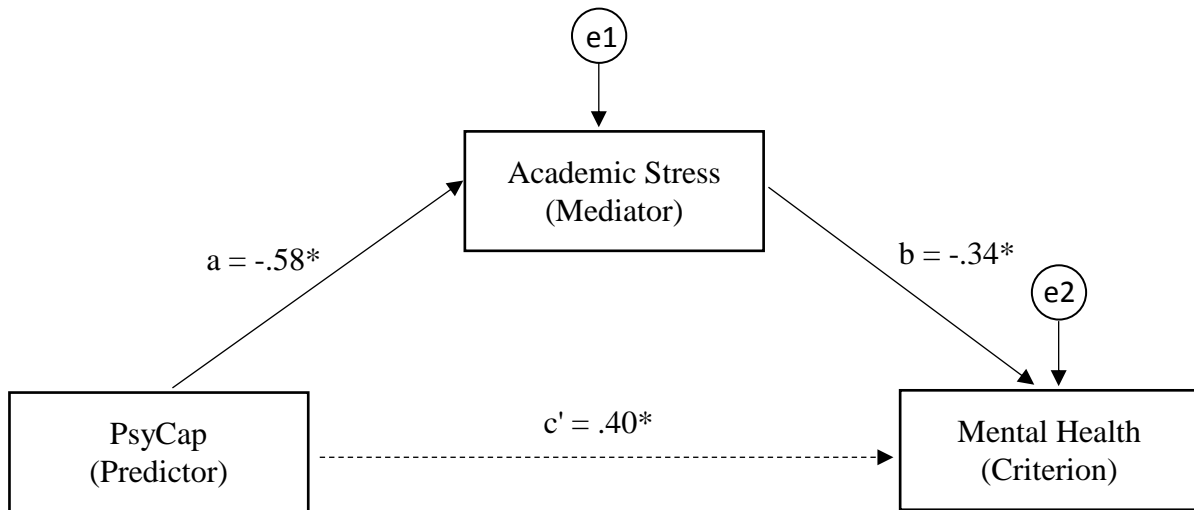 e1
Academic Stress
(Mediator)
a = -.58*
b = -.34*
e2
PsyCap
(Predictor)
c' = .40*
Mental Health
(Criterion)